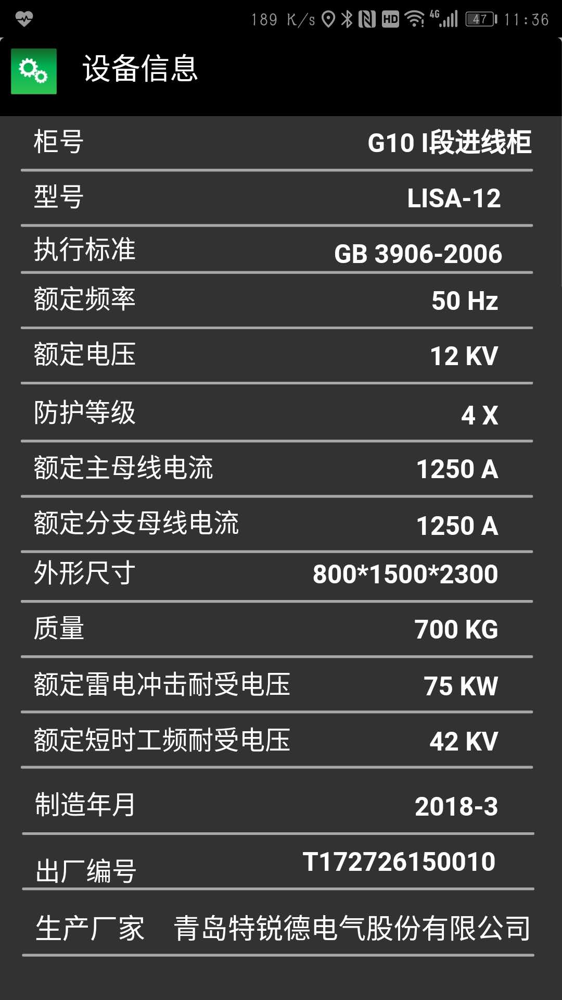 189 K/s HD 4G 47 11:36
设备信息
柜号 G10 I段进线柜
型号 LISA-12
执行标准 GB 3906-2006
额定频率 50 Hz
额定电压 12 KV
防护等级 4 X
额定主母线电流 1250 A
额定分支母线电流 1250 A
外形尺寸 800*1500*2300
质量 700 KG
额定雷电冲击耐受电压 75 KW
额定短时工频耐受电压 42 KV
制造年月 2018-3
出厂编号 T172726150010
生产厂家 青岛特锐德电气股份有限公司